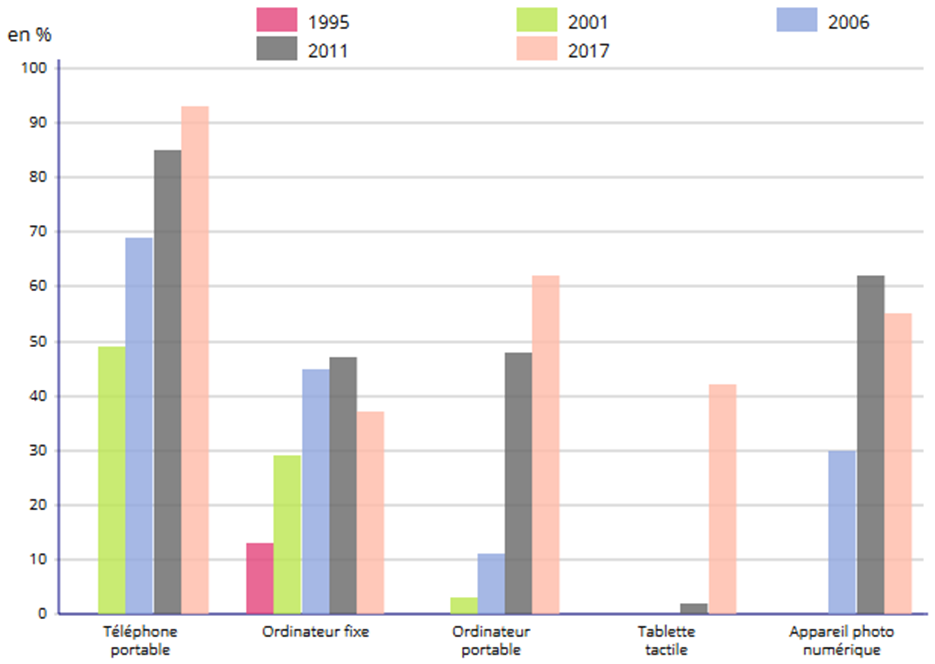 en %
1995
2001
2006
2011
2017
100
90
80
70
60
50
40
30
20
10
0
Téléphone
portable
Ordinateur fixe
Ordinateur
portable
Tablette
tactile
Appareil photo
numérique